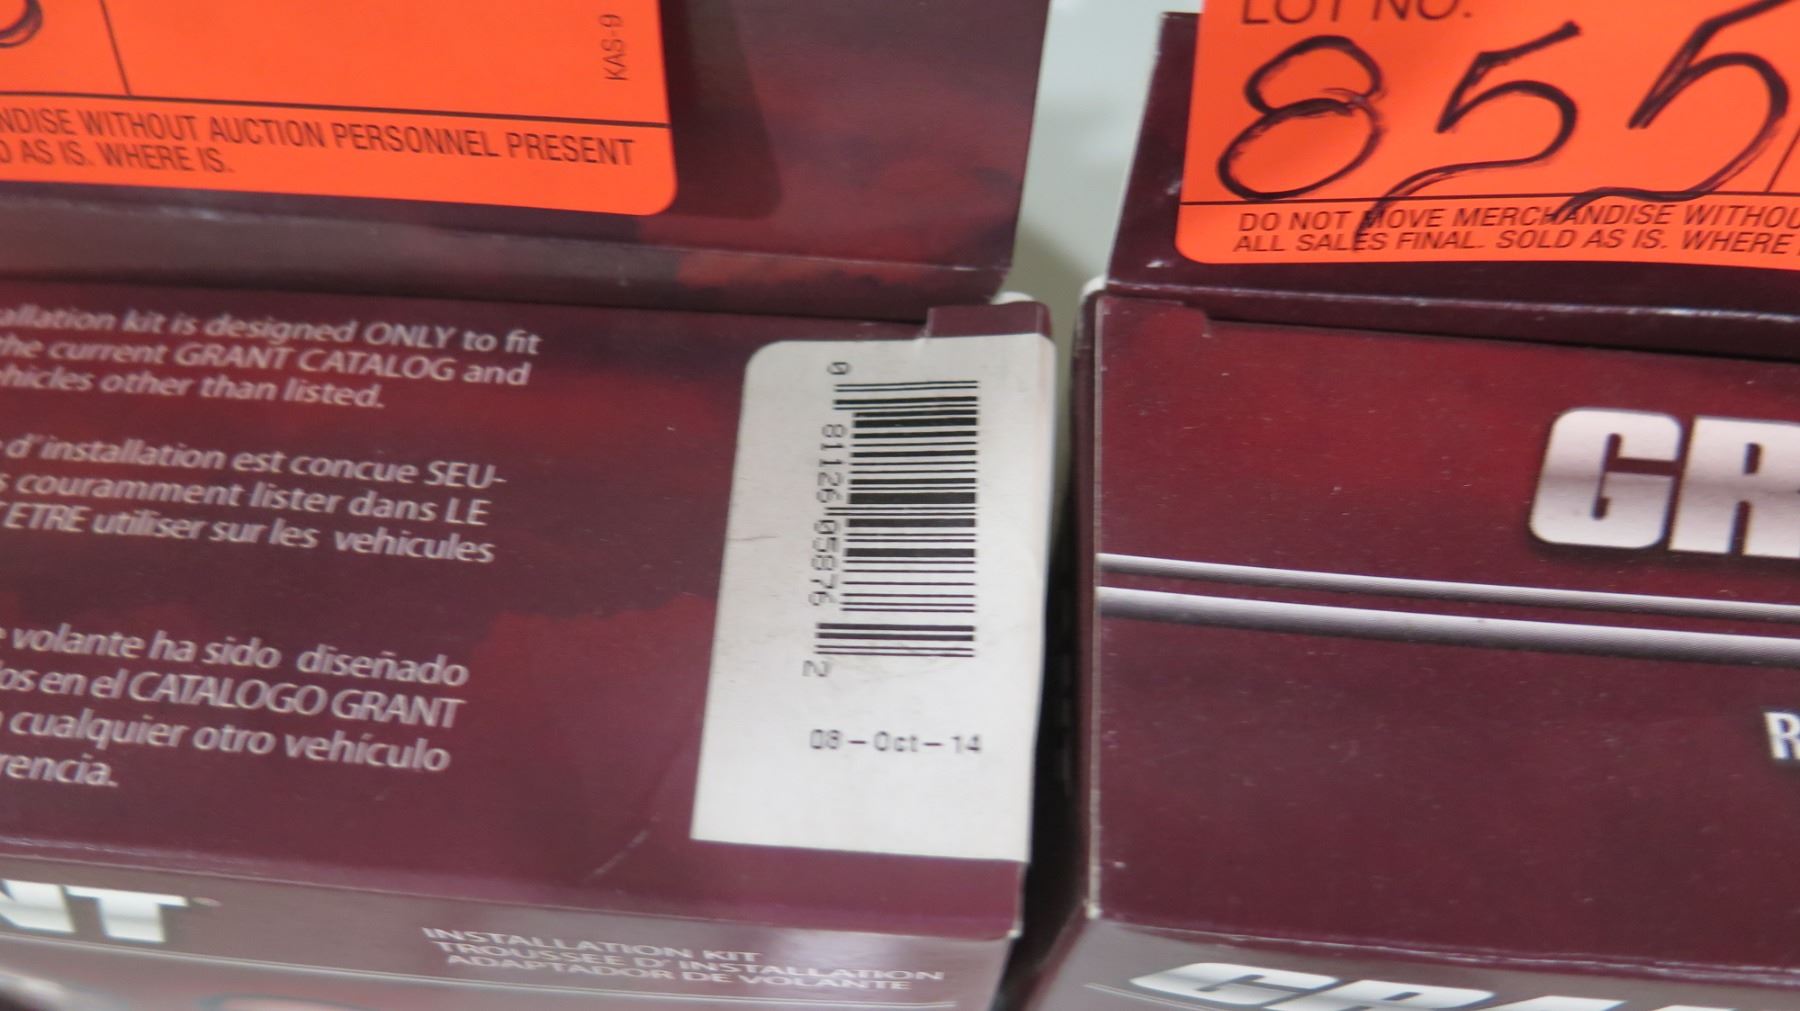 KAS-9
NDISE WITHOUT AUCTION PERSONNEL PRESENT
D AS IS. WHERE IS.
LOT NO.
855
DO NOT MOVE MERCHANDISE WITHOU
ALL SALES FINAL. SOLD AS IS. WHERE
allation kit is designed ONLY to fit
he current GRANT CATALOG and
hicles other than listed.
d'installation est concue SEU-
s couramment lister dans LE
ETRE utiliser sur les vehicules
volante ha sido diseñado
os en el CATALOGO GRANT
cualquier otro vehículo
rencia.
0 81126 05876 2
08-Oct-14
GR
R
NT
INSTALLATION KIT
TROUSSEE D' INSTALLATION
ADAPTADOR DE VOLANTE
GRA